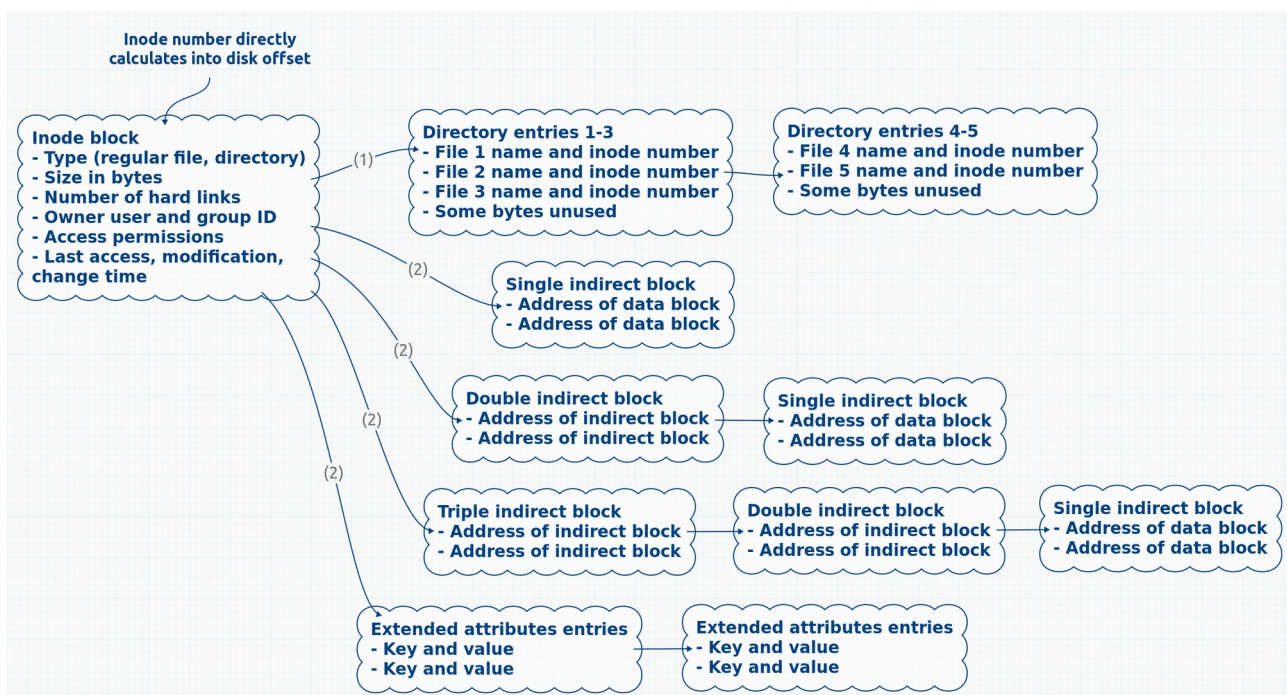 Inode number directly
calculates into disk offset
Inode block
- Type (regular file, directory)
- Size in bytes
- Number of hard links
- Owner user and group ID
- Access permissions
- Last access, modification,
change time
(1)
Directory entries 1-3
- File 1 name and inode number
- File 2 name and inode number
- File 3 name and inode number
- Some bytes unused
Directory entries 4-5
- File 4 name and inode number
- File 5 name and inode number
- Some bytes unused
(2)
Single indirect block
- Address of data block
- Address of data block
(2)
Double indirect block
- Address of indirect block
- Address of indirect block
Single indirect block
- Address of data block
- Address of data block
(2)
Triple indirect block
- Address of indirect block
- Address of indirect block
Double indirect block
- Address of indirect block
- Address of indirect block
Single indirect block
- Address of data block
- Address of data block
(2)
Extended attributes entries
- Key and value
- Key and value
Extended attributes entries
- Key and value
- Key and value